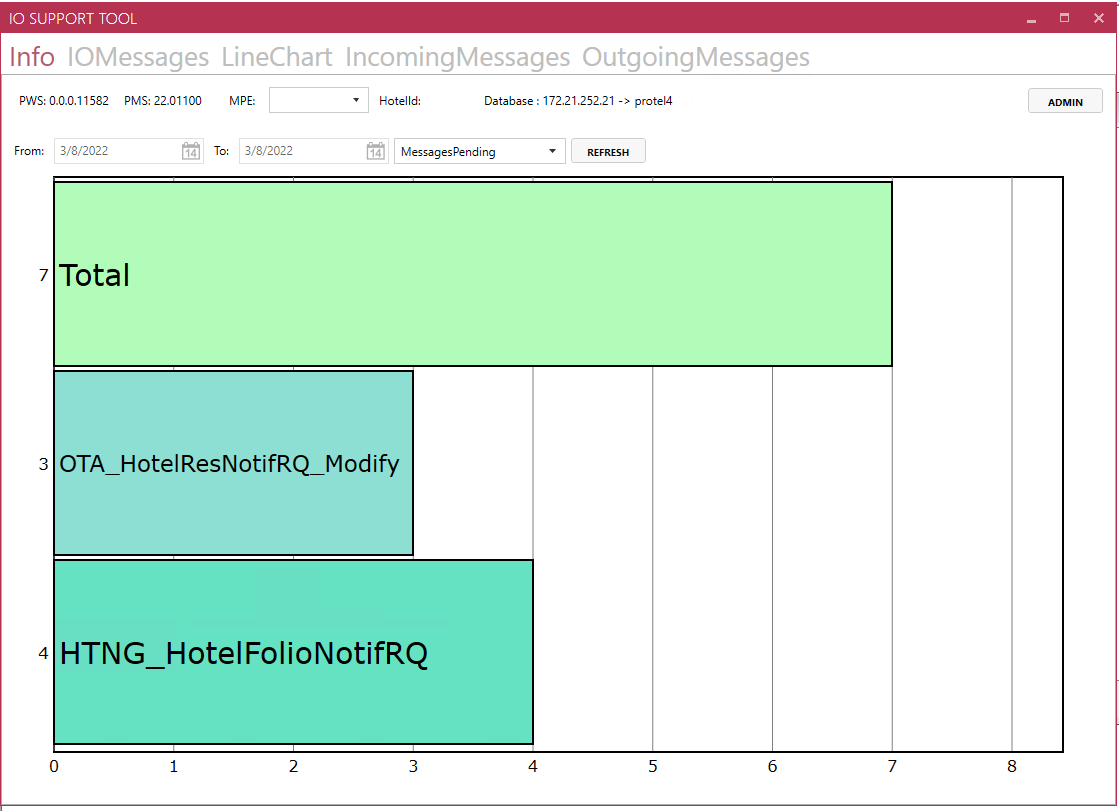 IO SUPPORT TOOL
Info IOMessages LineChart IncomingMessages OutgoingMessages
PWS: 0.0.0.11582 PMS: 22.01100 MPE: HotelId: Database : 172.21.252.21 -> protel4 ADMIN
From: 3/8/2022 14 To: 3/8/2022 14 MessagesPending REFRESH
7 Total
3 OTA_HotelResNotifRQ_Modify
4 HTNG_HotelFolioNotifRQ
0 1 2 3 4 5 6 7 8